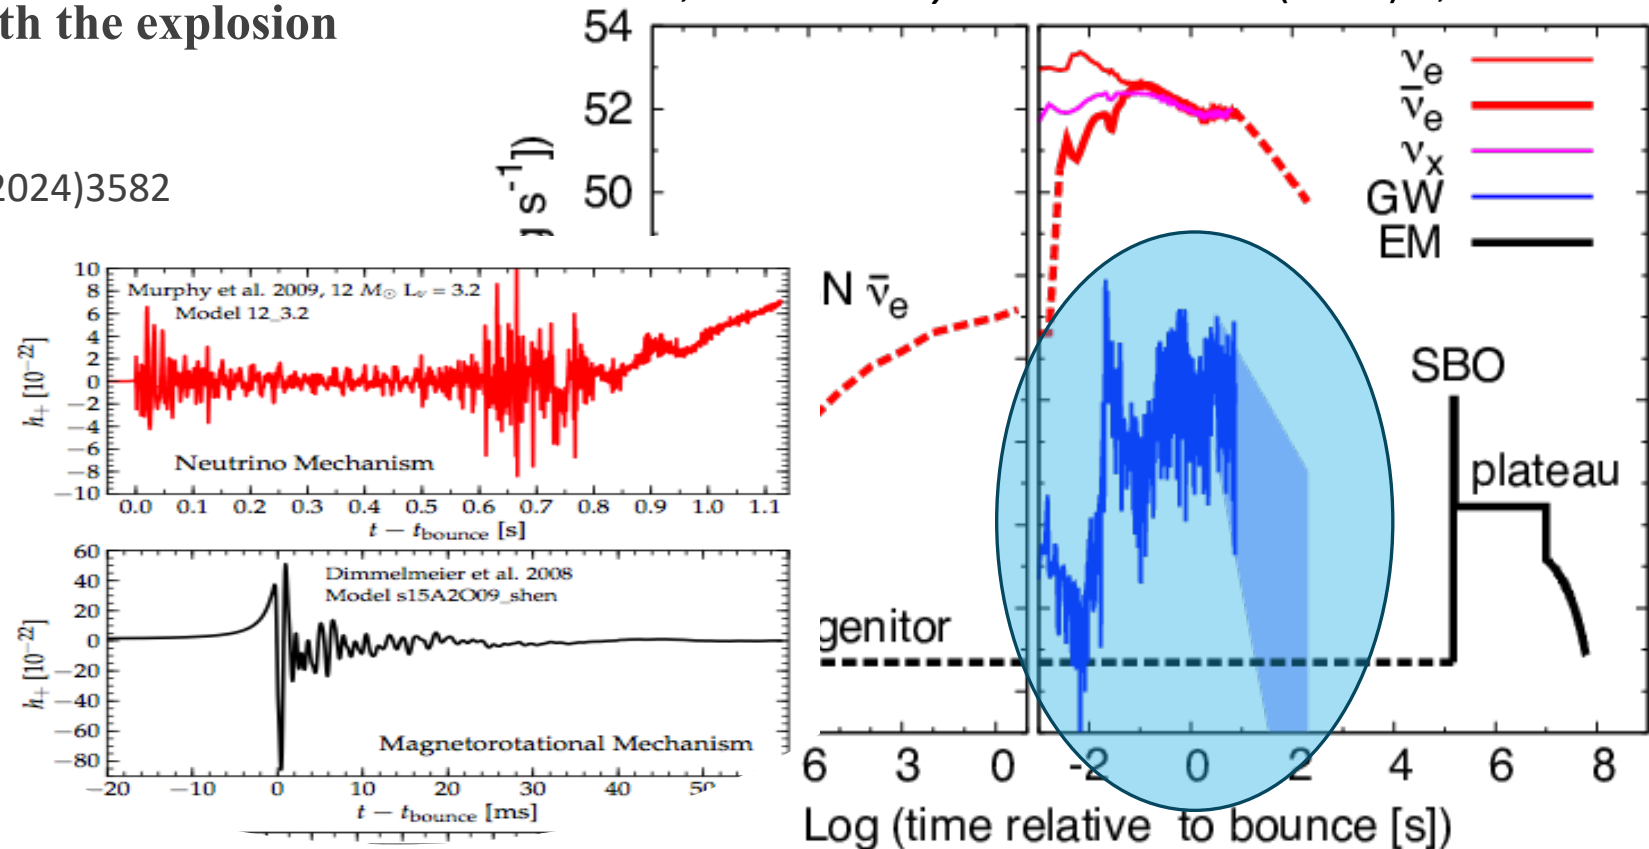 th the explosion
2024)3582
54
52
50
g s⁻¹])
νe
ν̄e
νx
GW
EM
N ν̄e
SBO
plateau
genitor
6 3 0 -2 0 2 4 6 8
Log (time relative to bounce [s])
Murphy et al. 2009, 12 M☉ Lν = 3.2
Model 12_3.2
Neutrino Mechanism
h+ [10⁻²²]
10
8
6
4
2
0
−2
−4
−6
−8
−10
0.0 0.1 0.2 0.3 0.4 0.5 0.6 0.7 0.8 0.9 1.0 1.1
t − tbounce [s]
Dimmelmeier et al. 2008
Model s15A2O09_shen
Magnetorotational Mechanism
h+ [10⁻²²]
60
40
20
0
−20
−40
−60
−80
−20 −10 0 10 20 30 40
t − tbounce [ms]